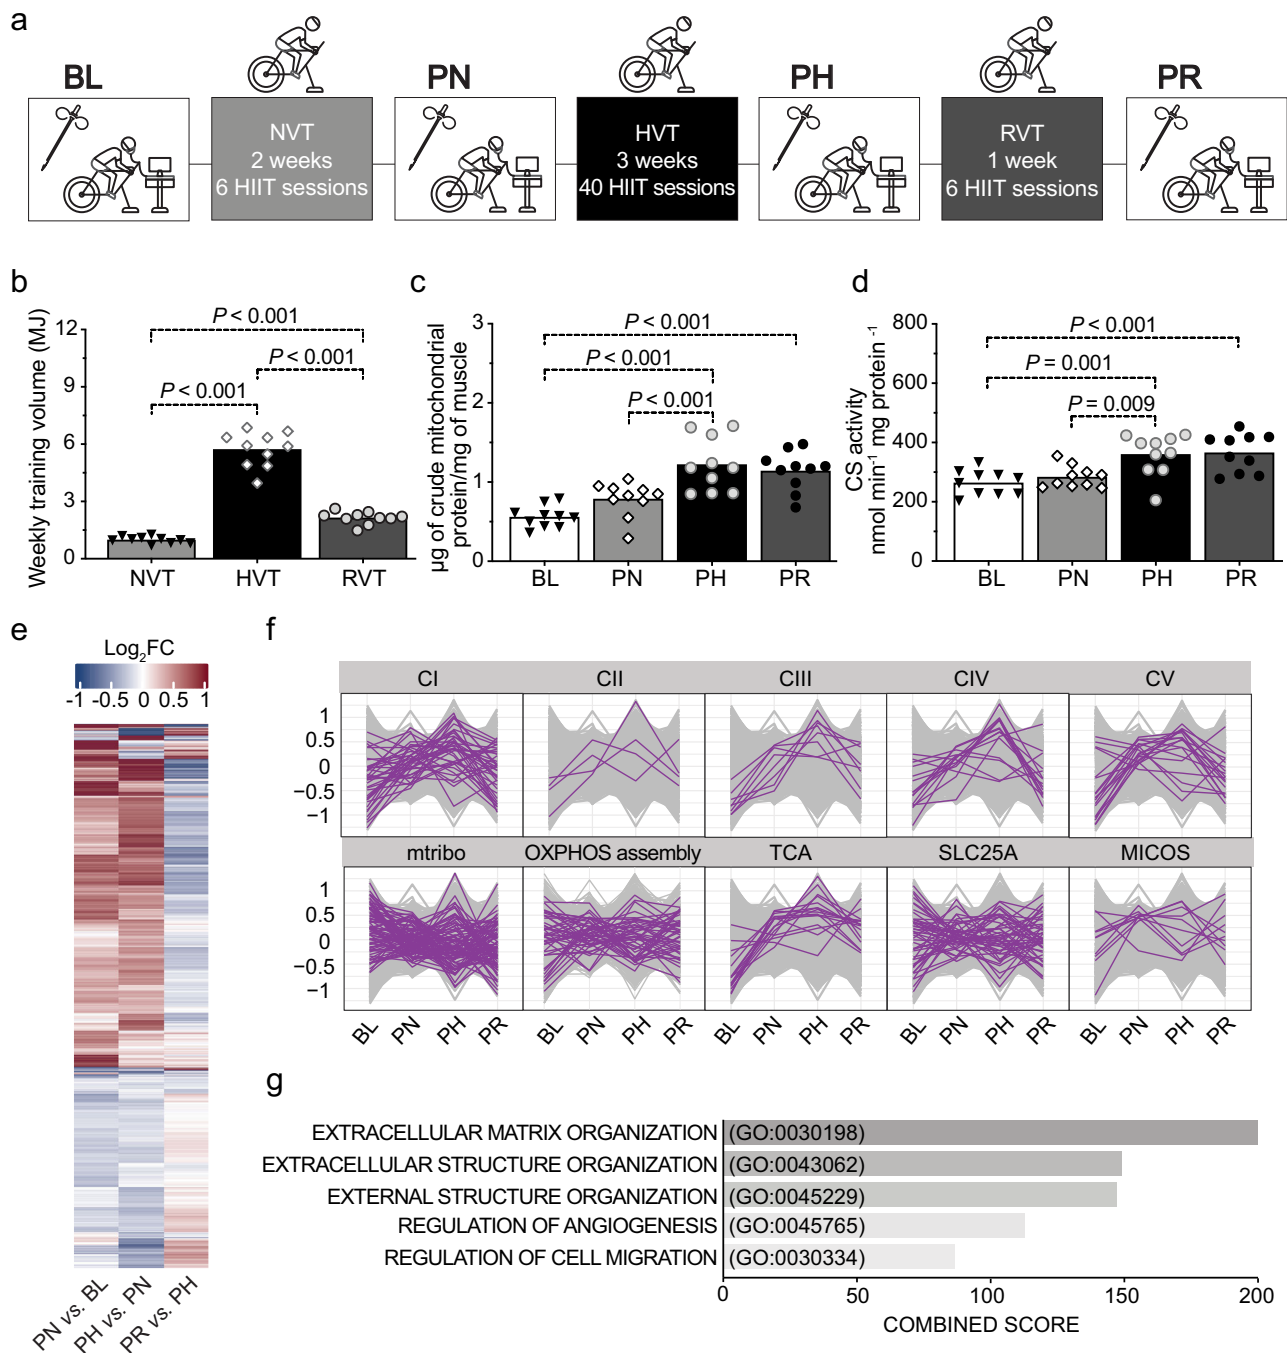 a
BL
PN
PH
PR
NVT
2 weeks
6 HIIT sessions
HVT
3 weeks
40 HIIT sessions
RVT
1 week
6 HIIT sessions
b
Weekly training volume (MJ)
12
9
6
3
0
P < 0.001
P < 0.001
P < 0.001
NVT
HVT
RVT
c
µg of crude mitochondrial
protein/mg of muscle
3
2
1
0
P < 0.001
P < 0.001
P < 0.001
BL
PN
PH
PR
d
CS activity
nmol min⁻¹ mg protein ⁻¹
800
600
400
200
0
P < 0.001
P = 0.001
P = 0.009
BL
PN
PH
PR
e
Log₂FC
-1 -0.5 0 0.5 1
PN vs. BL
PH vs. PN
PR vs. PH
f
CI
CII
CIII
CIV
CV
1
0.5
0
−0.5
−1
mtribo
OXPHOS assembly
TCA
SLC25A
MICOS
1
0.5
0
−0.5
−1
BL PN PH PR
BL PN PH PR
BL PN PH PR
BL PN PH PR
BL PN PH PR
g
EXTRACELLULAR MATRIX ORGANIZATION (GO:0030198)
EXTRACELLULAR STRUCTURE ORGANIZATION (GO:0043062)
EXTERNAL STRUCTURE ORGANIZATION (GO:0045229)
REGULATION OF ANGIOGENESIS (GO:0045765)
REGULATION OF CELL MIGRATION (GO:0030334)
0 50 100 150 200
COMBINED SCORE